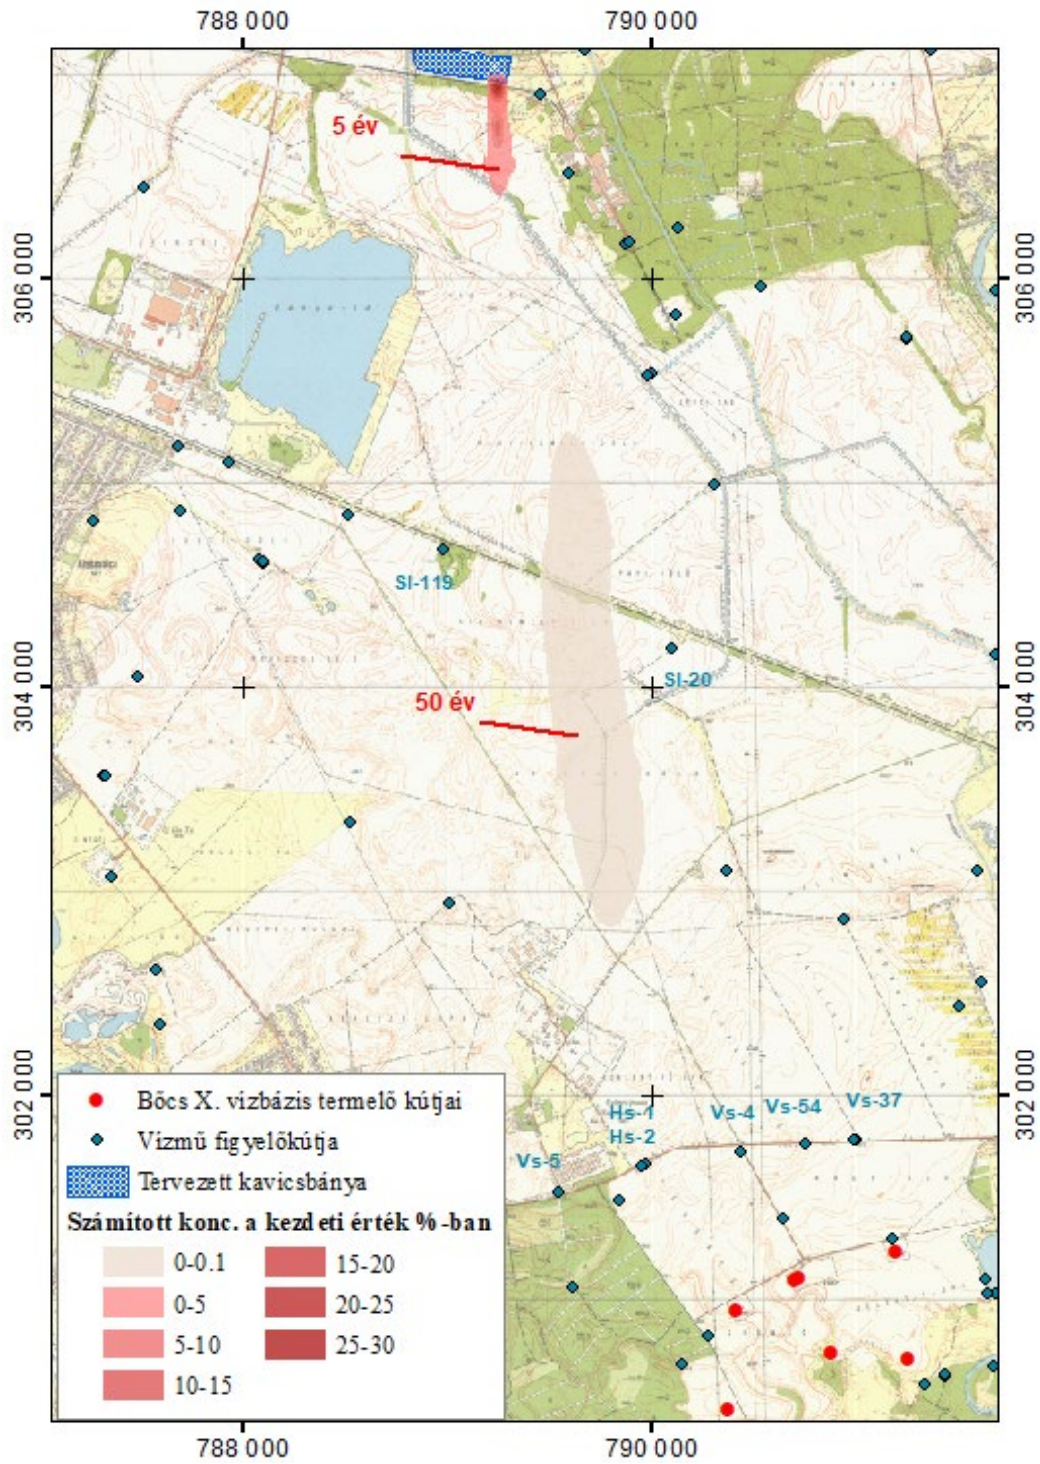 788 000
790 000
5 év
306 000
306 000
Sl-119
Sl-20
304 000
304 000
50 év
302 000
302 000
Hs-1
Hs-2
Vs-4
Vs-54
Vs-37
Vs-5
Bőcs X. vízbázis termelő kútjai
Vízmű figyelőkútja
Tervezett kavicsbánya
Számított konc. a kezdeti érték %-ban
0-0.1
15-20
0-5
20-25
5-10
25-30
10-15
788 000
790 000